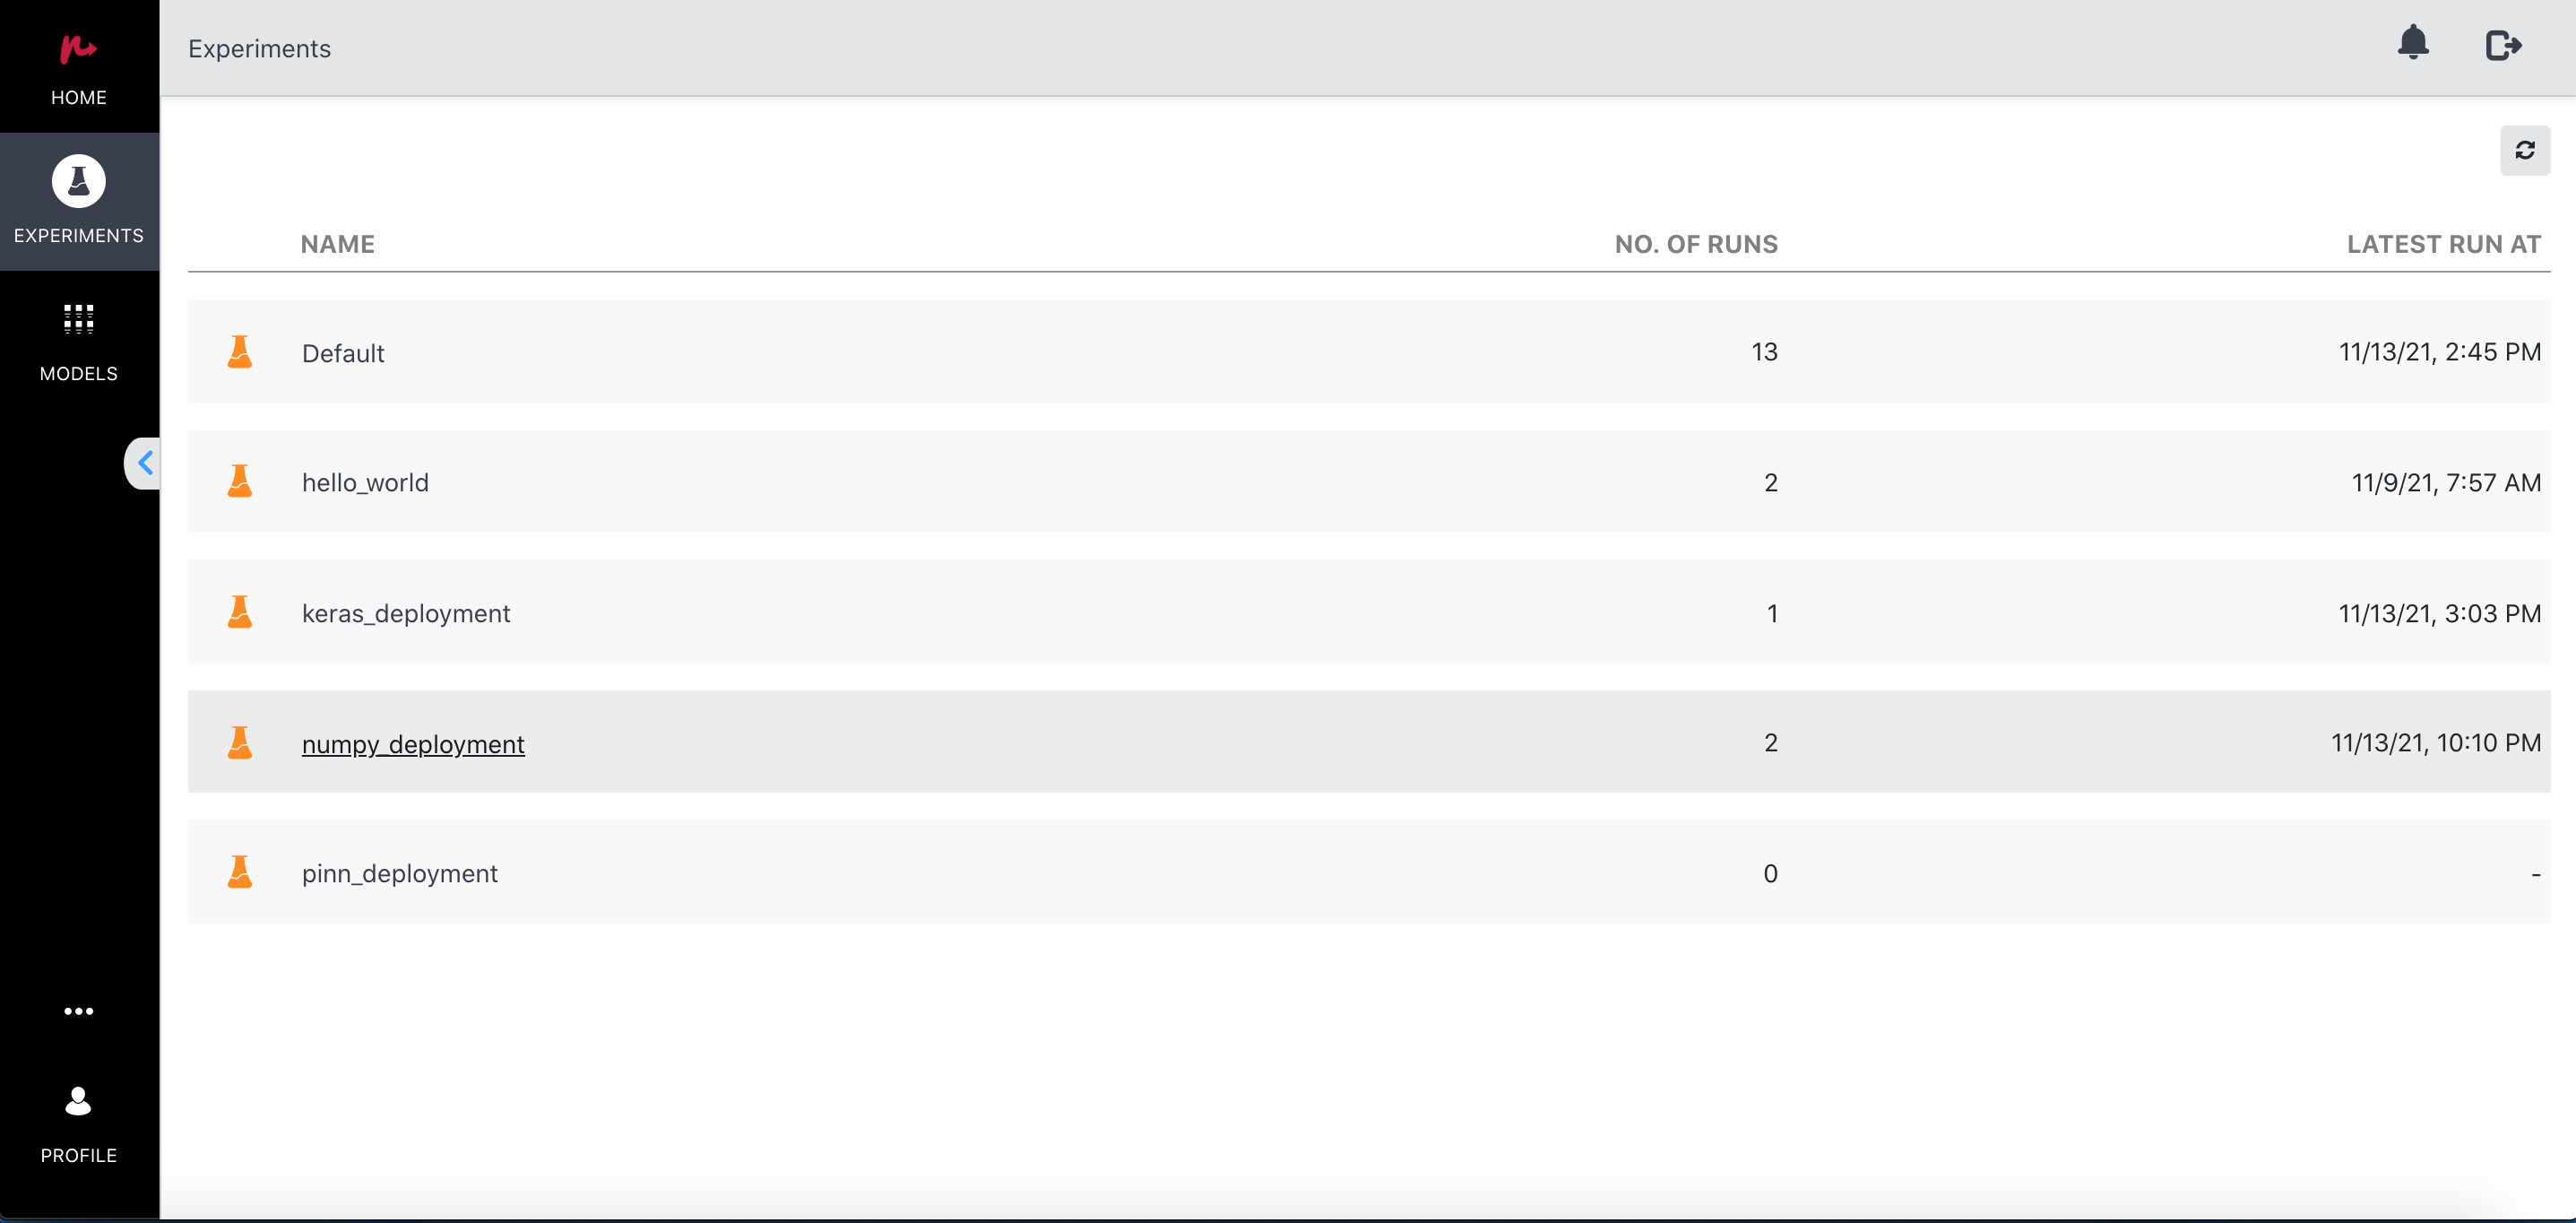 Experiments
HOME
EXPERIMENTS
MODELS
NAME NO. OF RUNS LATEST RUN AT
Default 13 11/13/21, 2:45 PM
hello_world 2 11/9/21, 7:57 AM
keras_deployment 1 11/13/21, 3:03 PM
numpy_deployment 2 11/13/21, 10:10 PM
pinn_deployment 0 -
PROFILE